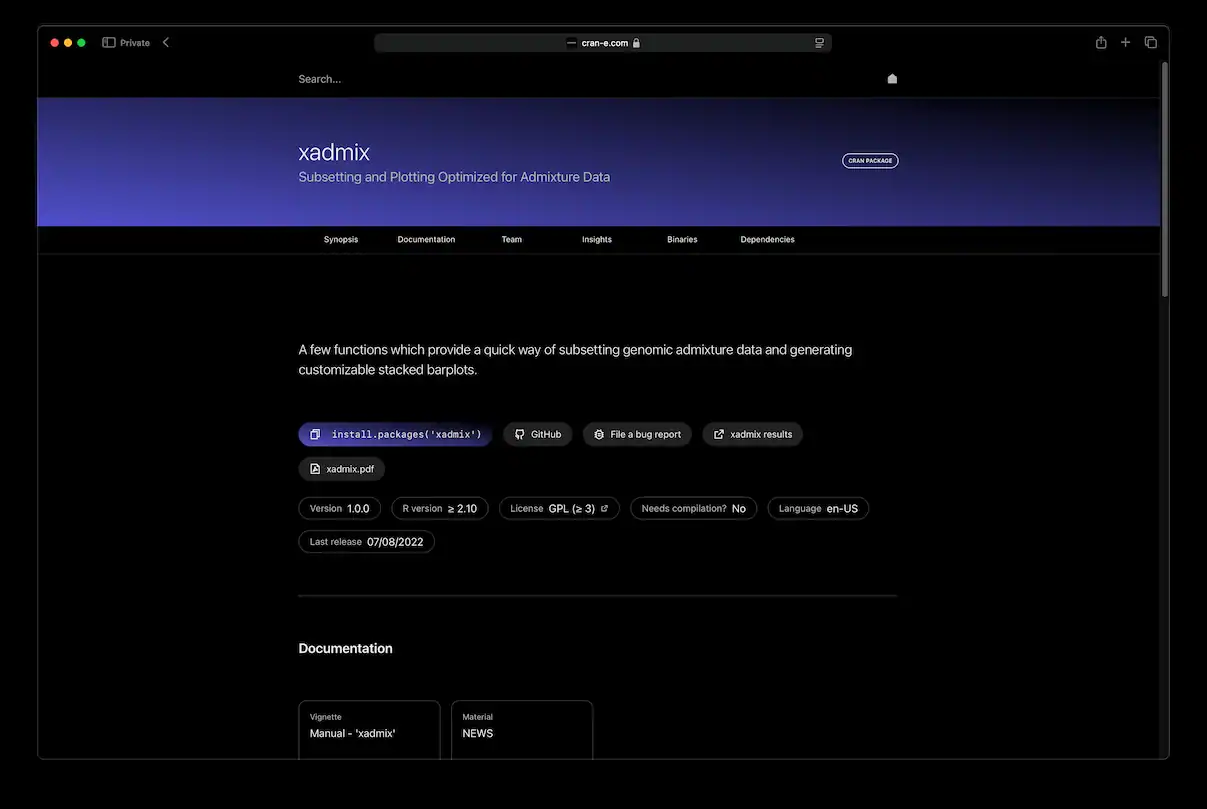 Private
cran-e.com
Search...
xadmix
Subsetting and Plotting Optimized for Admixture Data
CRAN PACKAGE
Synopsis Documentation Team Insights Binaries Dependencies
A few functions which provide a quick way of subsetting genomic admixture data and generating
customizable stacked barplots.
install.packages('xadmix') GitHub File a bug report xadmix results
xadmix.pdf
Version 1.0.0 R version ≥ 2.10 License GPL (≥ 3) Needs compilation? No Language en-US
Last release 07/08/2022
Documentation
Vignette
Manual - 'xadmix'
Material
NEWS